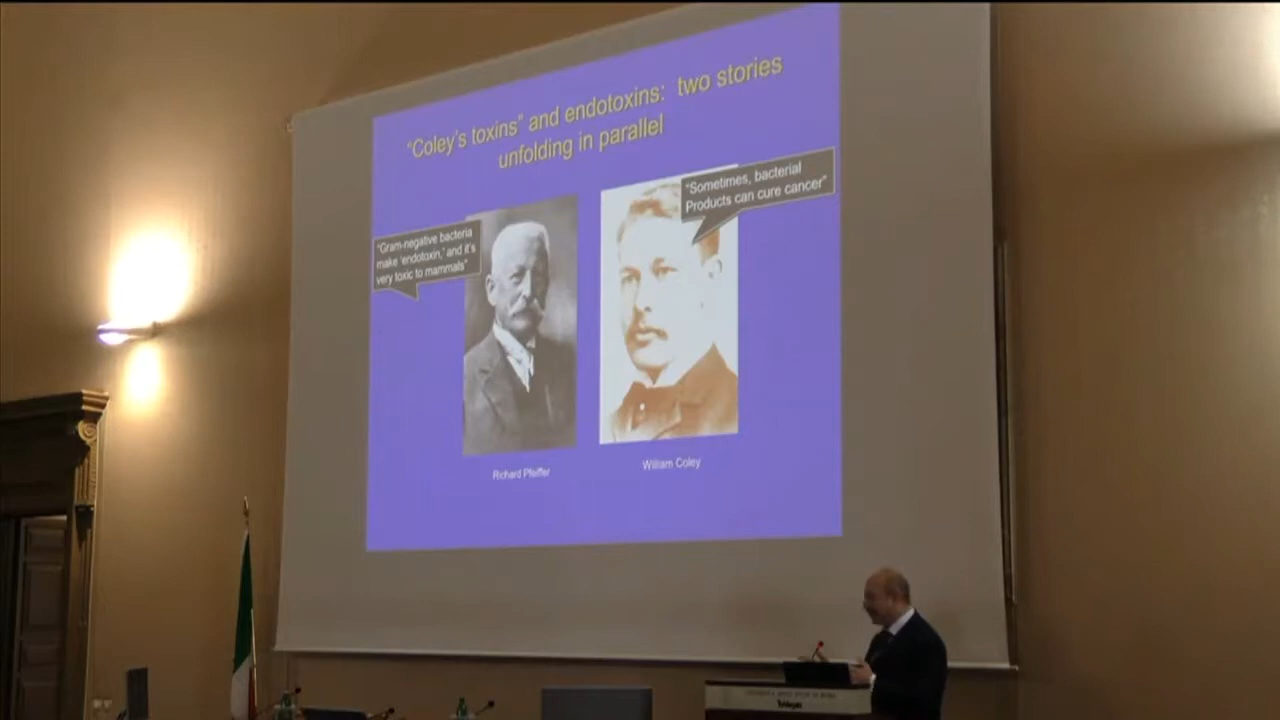 “Coley’s toxins” and endotoxins: two stories
unfolding in parallel
“Gram-negative bacteria
make ‘endotoxin,’ and it’s
very toxic to mammals”
“Sometimes, bacterial
Products can cure cancer”
Richard Pfeiffer
William Coley